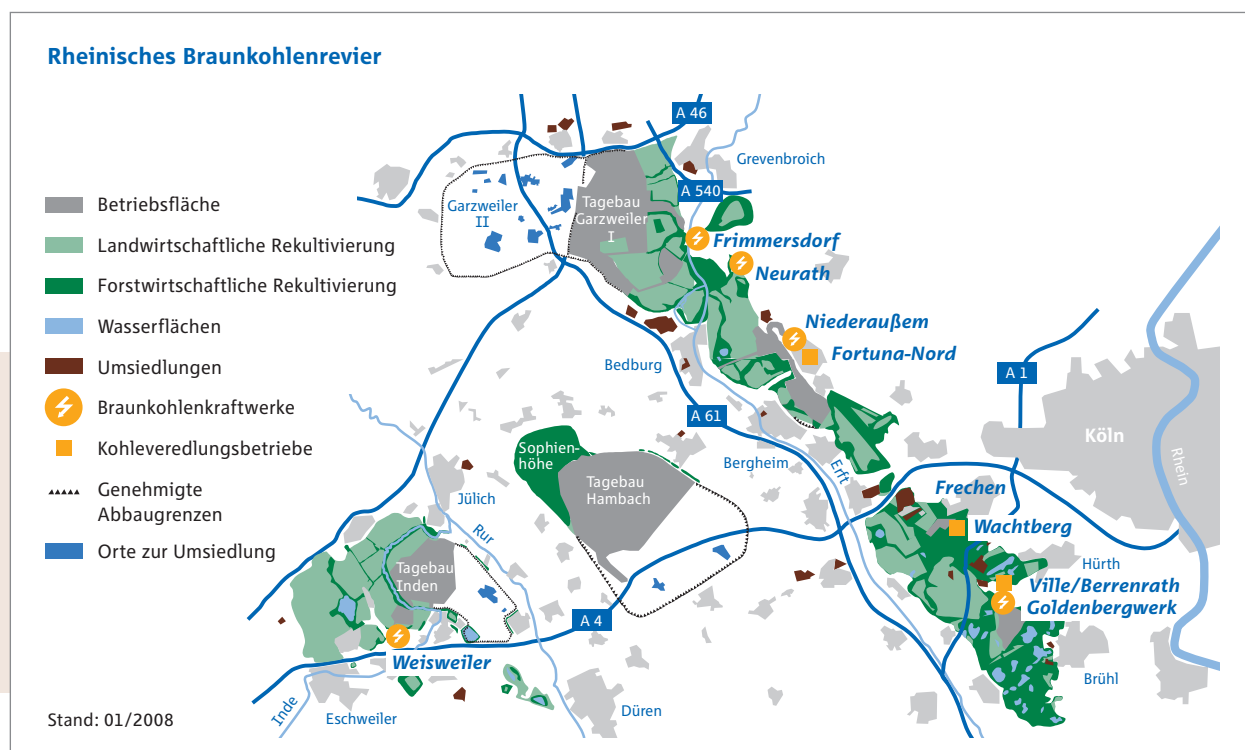 Rheinisches Braunkohlenrevier
Betriebsfläche
Landwirtschaftliche Rekultivierung
Forstwirtschaftliche Rekultivierung
Wasserflächen
Umsiedlungen
Braunkohlenkraftwerke
Kohleveredlungsbetriebe
Genehmigte
Abbaugrenzen
Orte zur Umsiedlung
Stand: 01/2008
A 46
Grevenbroich
A 540
Garzweiler
II
Tagebau
Garzweiler
I
Frimmersdorf
Neurath
Niederaußem
Fortuna-Nord
Bedburg
A 1
A 61
Köln
Rhein
Sophien-
höhe
Tagebau
Hambach
Bergheim
Erft
Frechen
Jülich
Rur
Wachtberg
Tagebau
Inden
Hürth
Ville/Berrenrath
Goldenbergwerk
A 4
Weisweiler
Brühl
Inde
Eschweiler
Düren